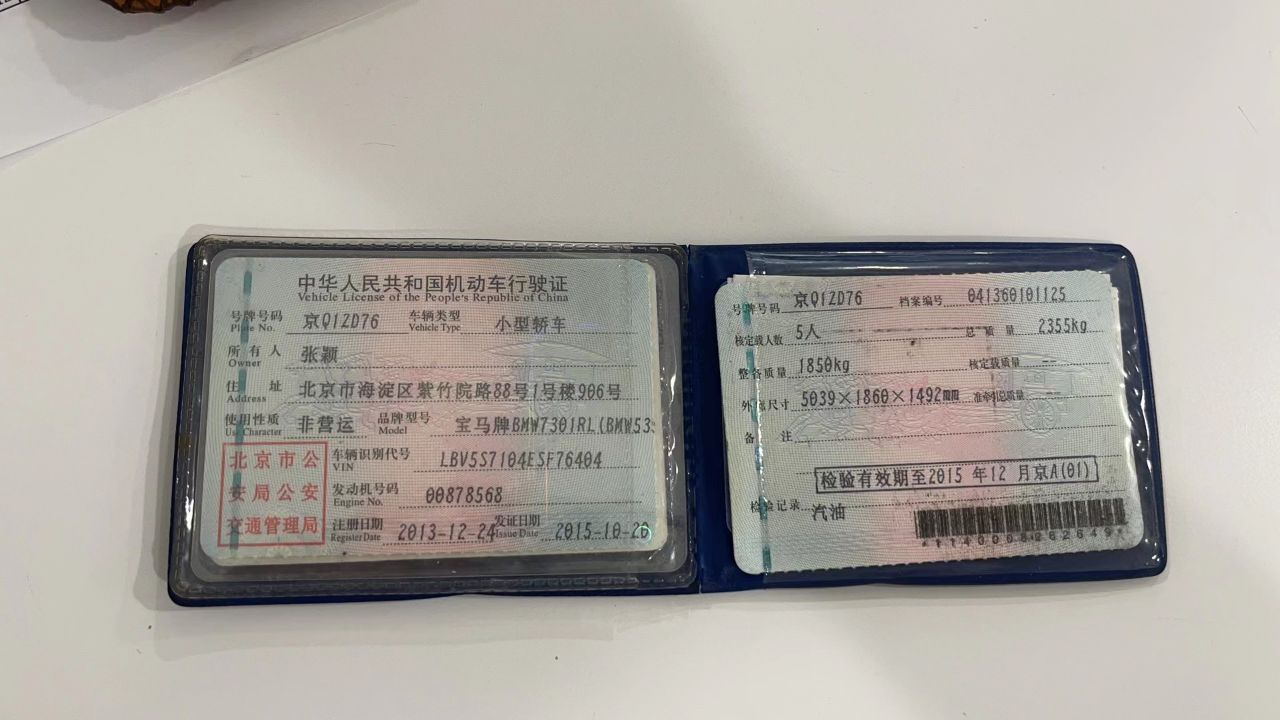 中华人民共和国机动车行驶证
Vehicle License of the People's Republic of China
号牌号码 京Q1ZD76 车辆类型 小型轿车
Plate No. Vehicle Type
所有人 张颖
Owner
住址 北京市海淀区紫竹院路88号1号楼906号
Address
使用性质 非营运 品牌型号 宝马牌BMW7301RL(BMW53
Use Character Model
北京市公安局公安交通管理局
车辆识别代号 LBV5S7104ESF76404
VIN
发动机号码 00878568
Engine No.
注册日期 2013-12-24 发证日期 2015-10-26
Register Date Issue Date
号牌号码 京Q1ZD76 档案编号 041360101125
核定载人数 5人 总质量 2355kg
整备质量 1850kg 核定载质量 --
外廓尺寸 5039×1860×1492mm 准牵引总质量 --
备注
检验有效期至2015年12月京A(01)
检验记录 汽油